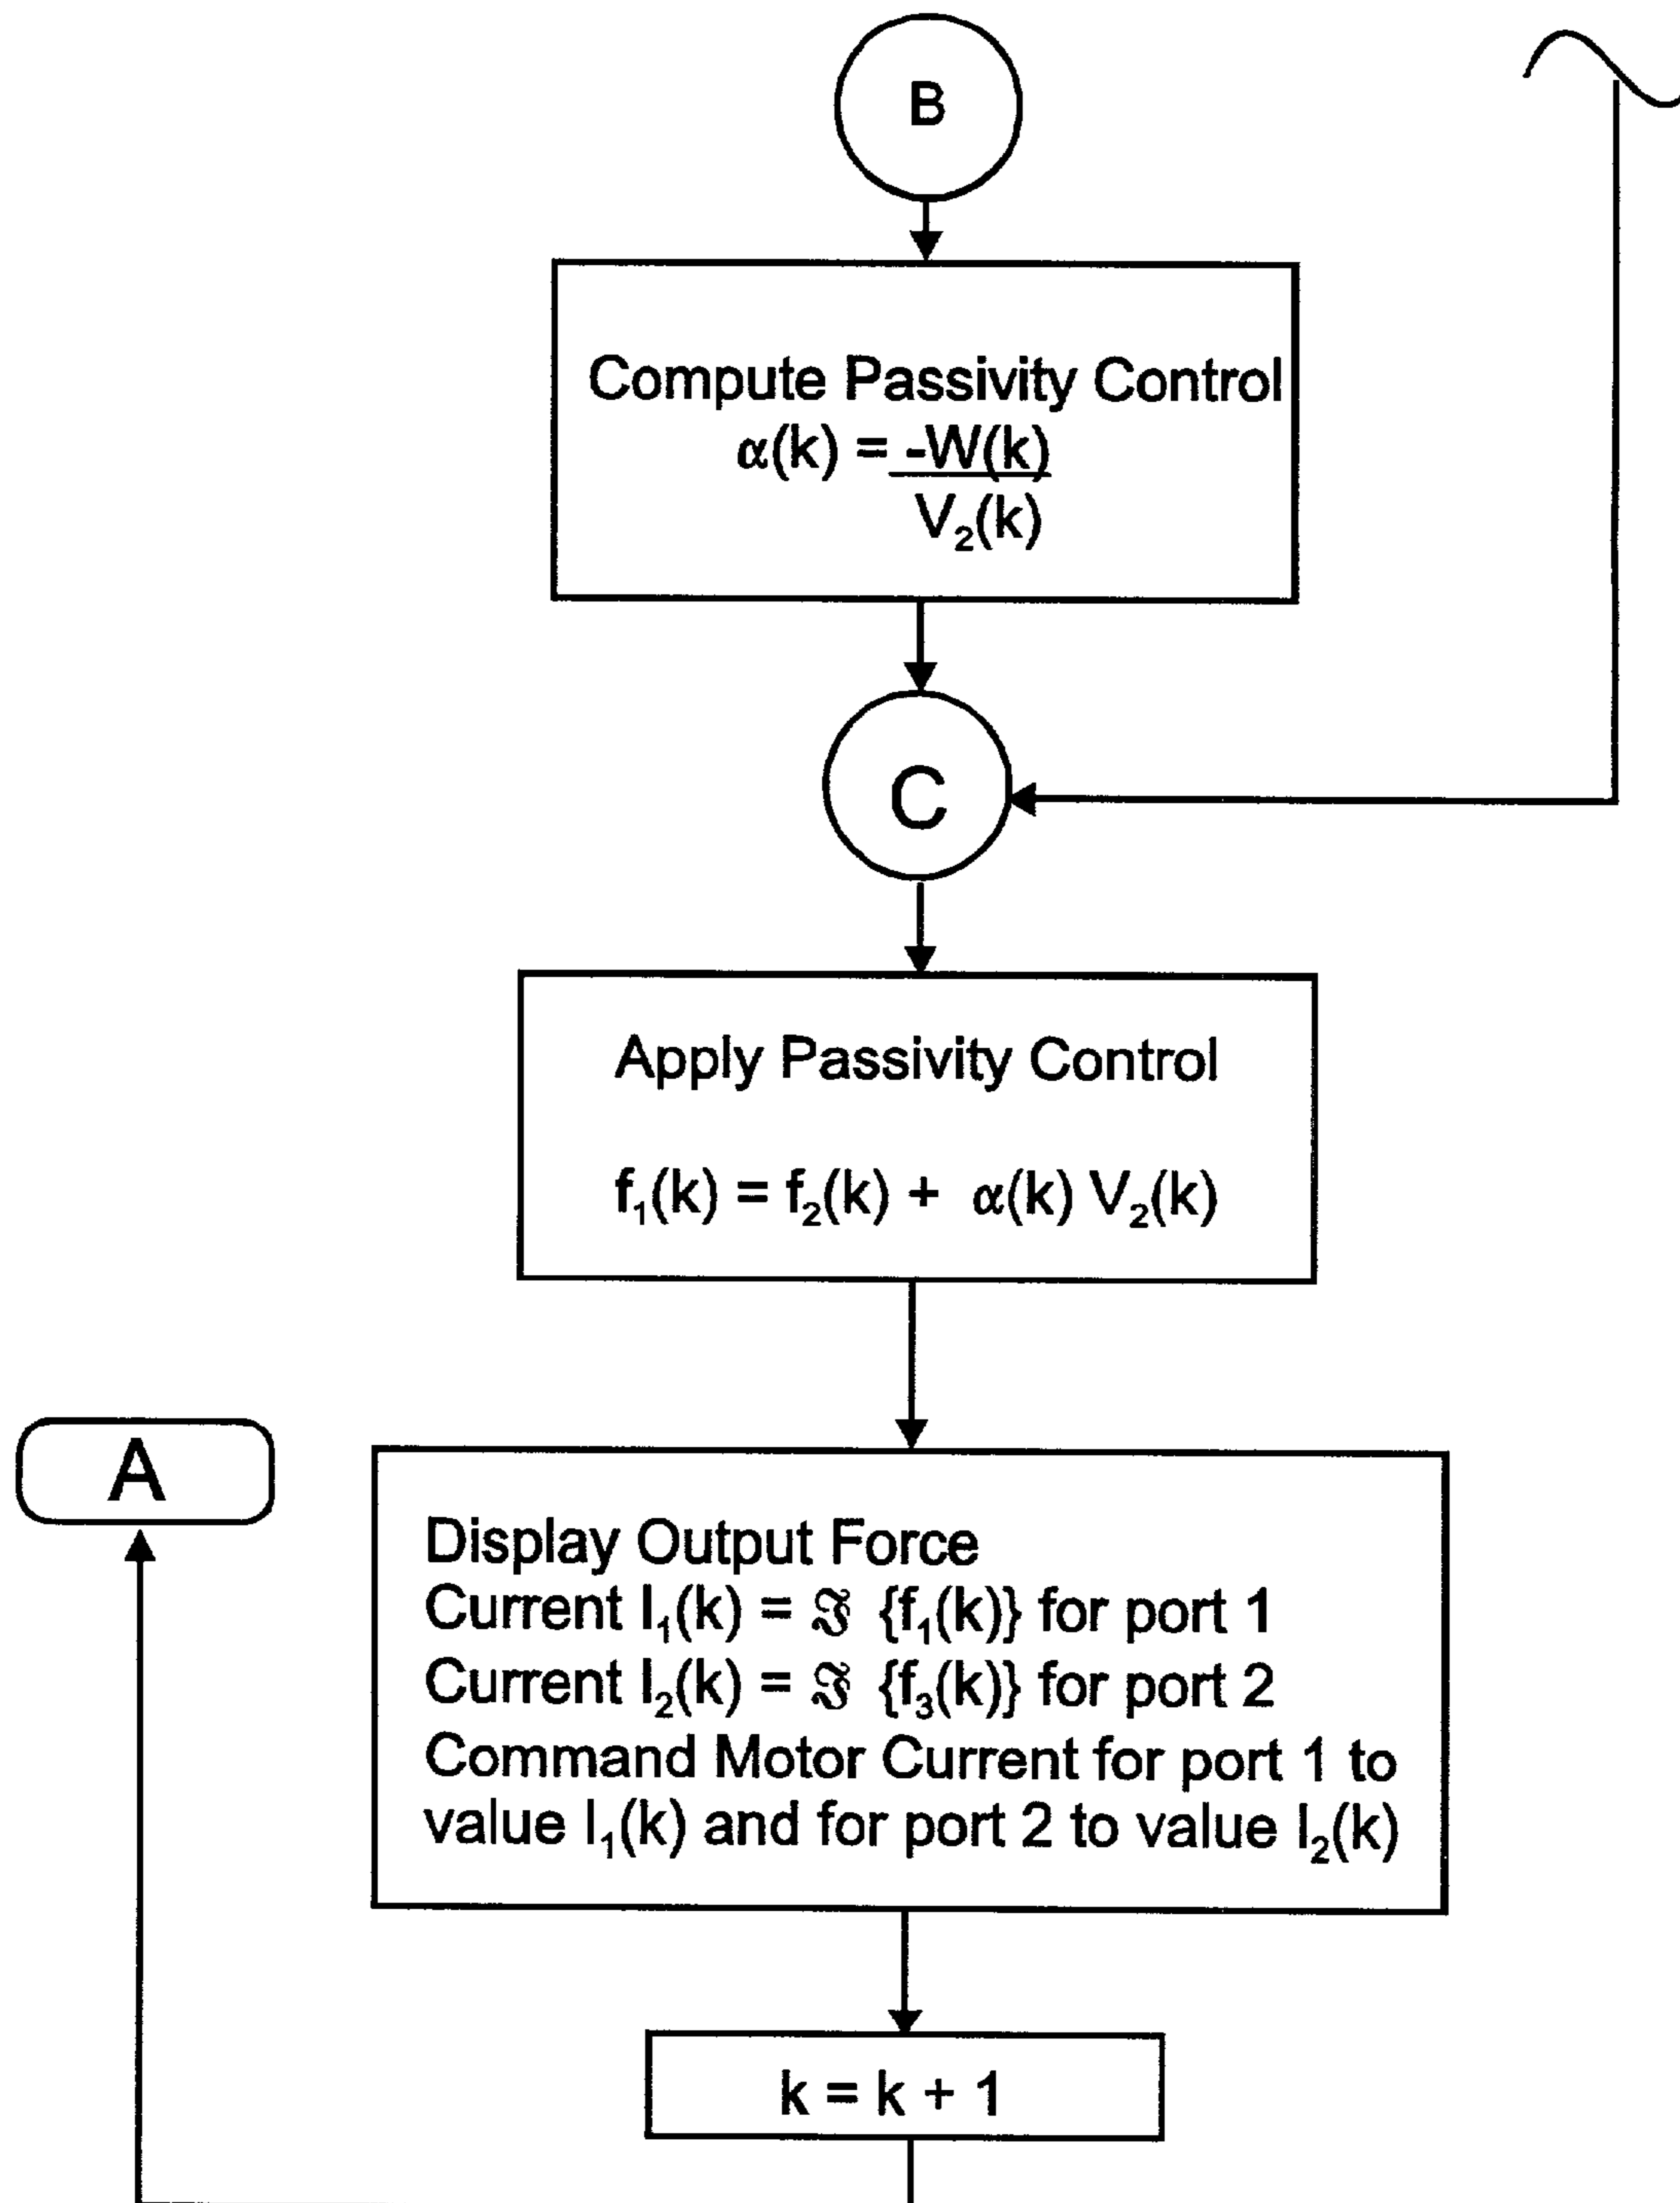 B
Compute Passivity Control
α(k) = -W(k)
V₂(k)
C
Apply Passivity Control
f₁(k) = f₂(k) + α(k) V₂(k)
A
Display Output Force
Current I₁(k) = ℑ {f₁(k)} for port 1
Current I₂(k) = ℑ {f₃(k)} for port 2
Command Motor Current for port 1 to
value I₁(k) and for port 2 to value I₂(k)
k = k + 1